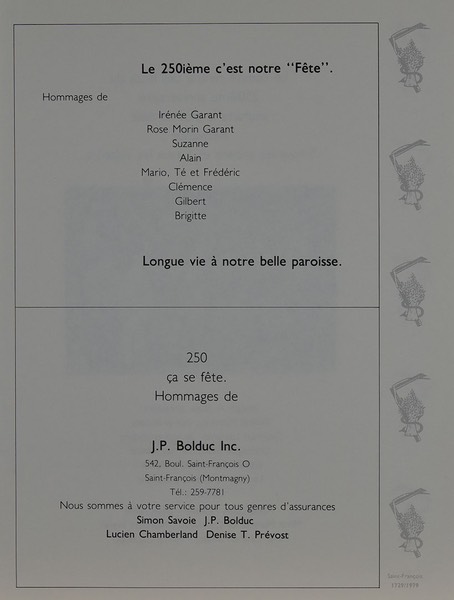 Le 250ième c'est notre "Fête".
Hommages de
Irénée Garant
Rose Morin Garant
Suzanne
Alain
Mario, Té et Frédéric
Clémence
Gilbert
Brigitte
Longue vie à notre belle paroisse.
250
ça se fête.
Hommages de
J.P. Bolduc Inc.
542, Boul. Saint-François O
Saint-François (Montmagny)
Tél.: 259-7781
Nous sommes à votre service pour tous genres d'assurances
Simon Savoie J.P. Bolduc
Lucien Chamberland Denise T. Prévost
Saint-François